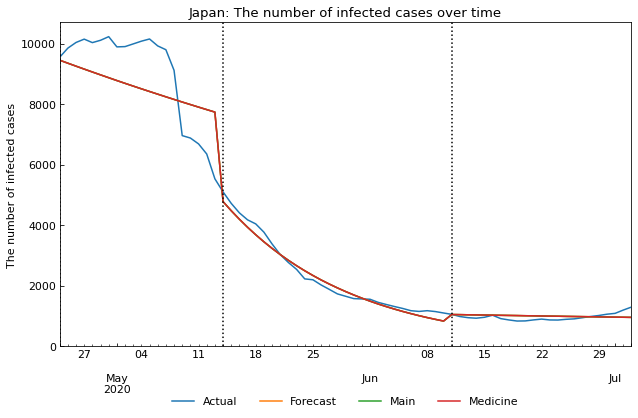 Japan: The number of infected cases over time
The number of infected cases
10000
8000
6000
4000
2000
0
27 04 11 18 25 08 15 22 29
May Jun Jul
2020
Actual Forecast Main Medicine